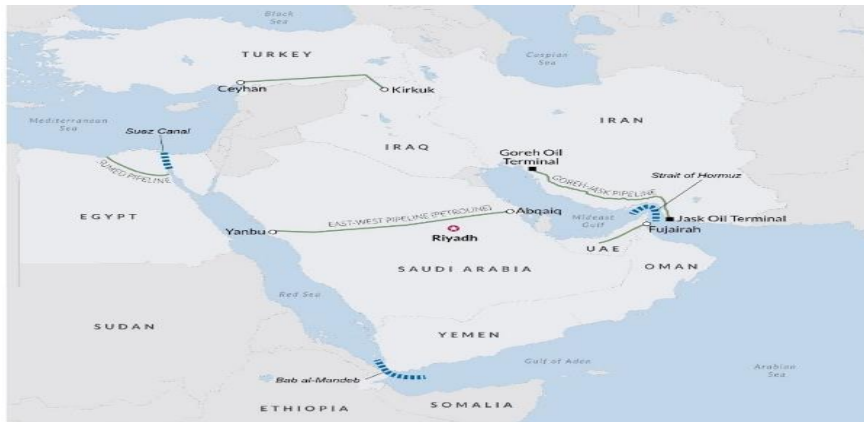 Black
Sea
TURKEY
Caspian
Sea
Ceyhan
Kirkuk
Mediterranean
Sea
Suez Canal
IRAN
IRAQ
Goreh Oil
Terminal
SUMED PIPELINE
GOREH-JASK PIPELINE
Strait of Hormuz
EGYPT
EAST-WEST PIPELINE (PETROLINE)
Abqaiq
Mideast
Gulf
Jask Oil Terminal
Fujairah
Yanbu
Riyadh
UAE
SAUDI ARABIA
OMAN
Red Sea
SUDAN
YEMEN
Gulf of Aden
Arabian
Sea
Bab al-Mandeb
ETHIOPIA
SOMALIA